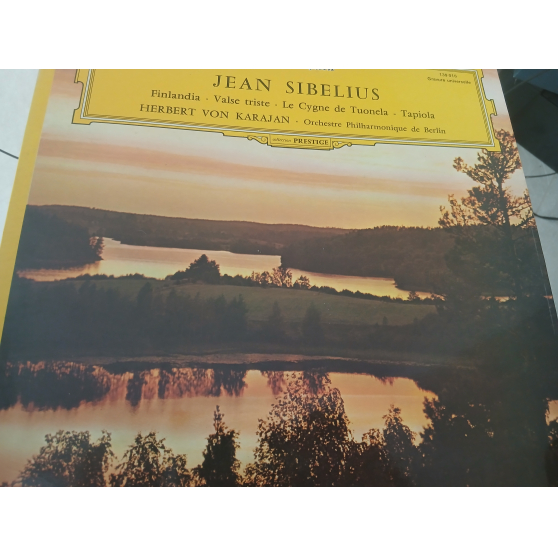 JEAN SIBELIUS
Finlandia · Valse triste · Le Cygne de Tuonela · Tapiola
HERBERT VON KARAJAN · Orchestre Philharmonique de Berlin
PRESTIGE